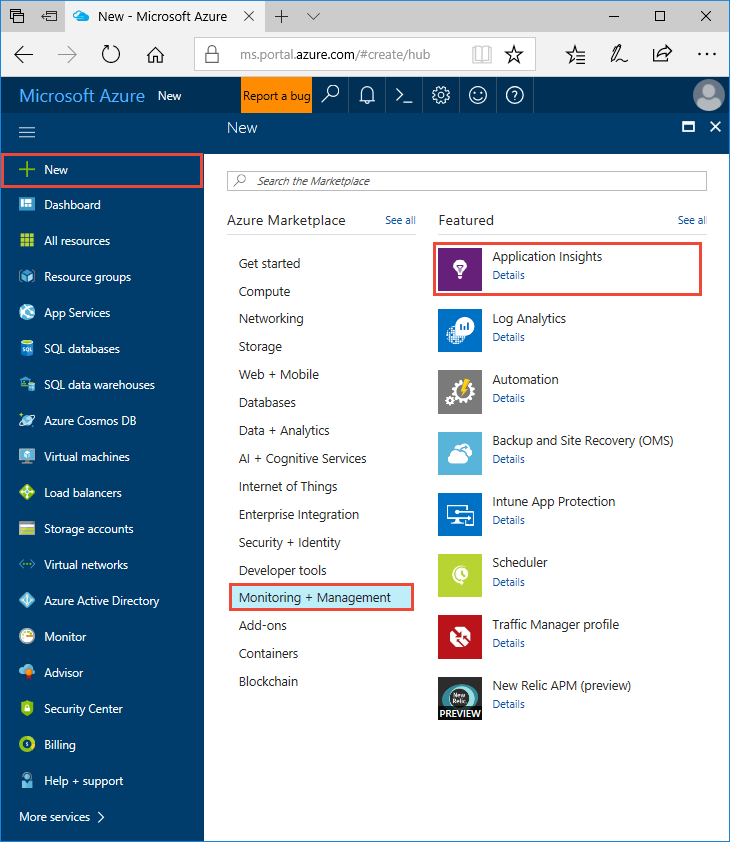 New - Microsoft Azure
ms.portal.azure.com/#create/hub
Microsoft Azure New
Report a bug
New
New
Dashboard
All resources
Resource groups
App Services
SQL databases
SQL data warehouses
Azure Cosmos DB
Virtual machines
Load balancers
Storage accounts
Virtual networks
Azure Active Directory
Monitor
Advisor
Security Center
Billing
Help + support
More services
Search the Marketplace
Azure Marketplace See all
Get started
Compute
Networking
Storage
Web + Mobile
Databases
Data + Analytics
AI + Cognitive Services
Internet of Things
Enterprise Integration
Security + Identity
Developer tools
Monitoring + Management
Add-ons
Containers
Blockchain
Featured See all
Application Insights
Details
Log Analytics
Details
Automation
Details
Backup and Site Recovery (OMS)
Details
Intune App Protection
Details
Scheduler
Details
Traffic Manager profile
Details
New Relic
PREVIEW
New Relic APM (preview)
Details